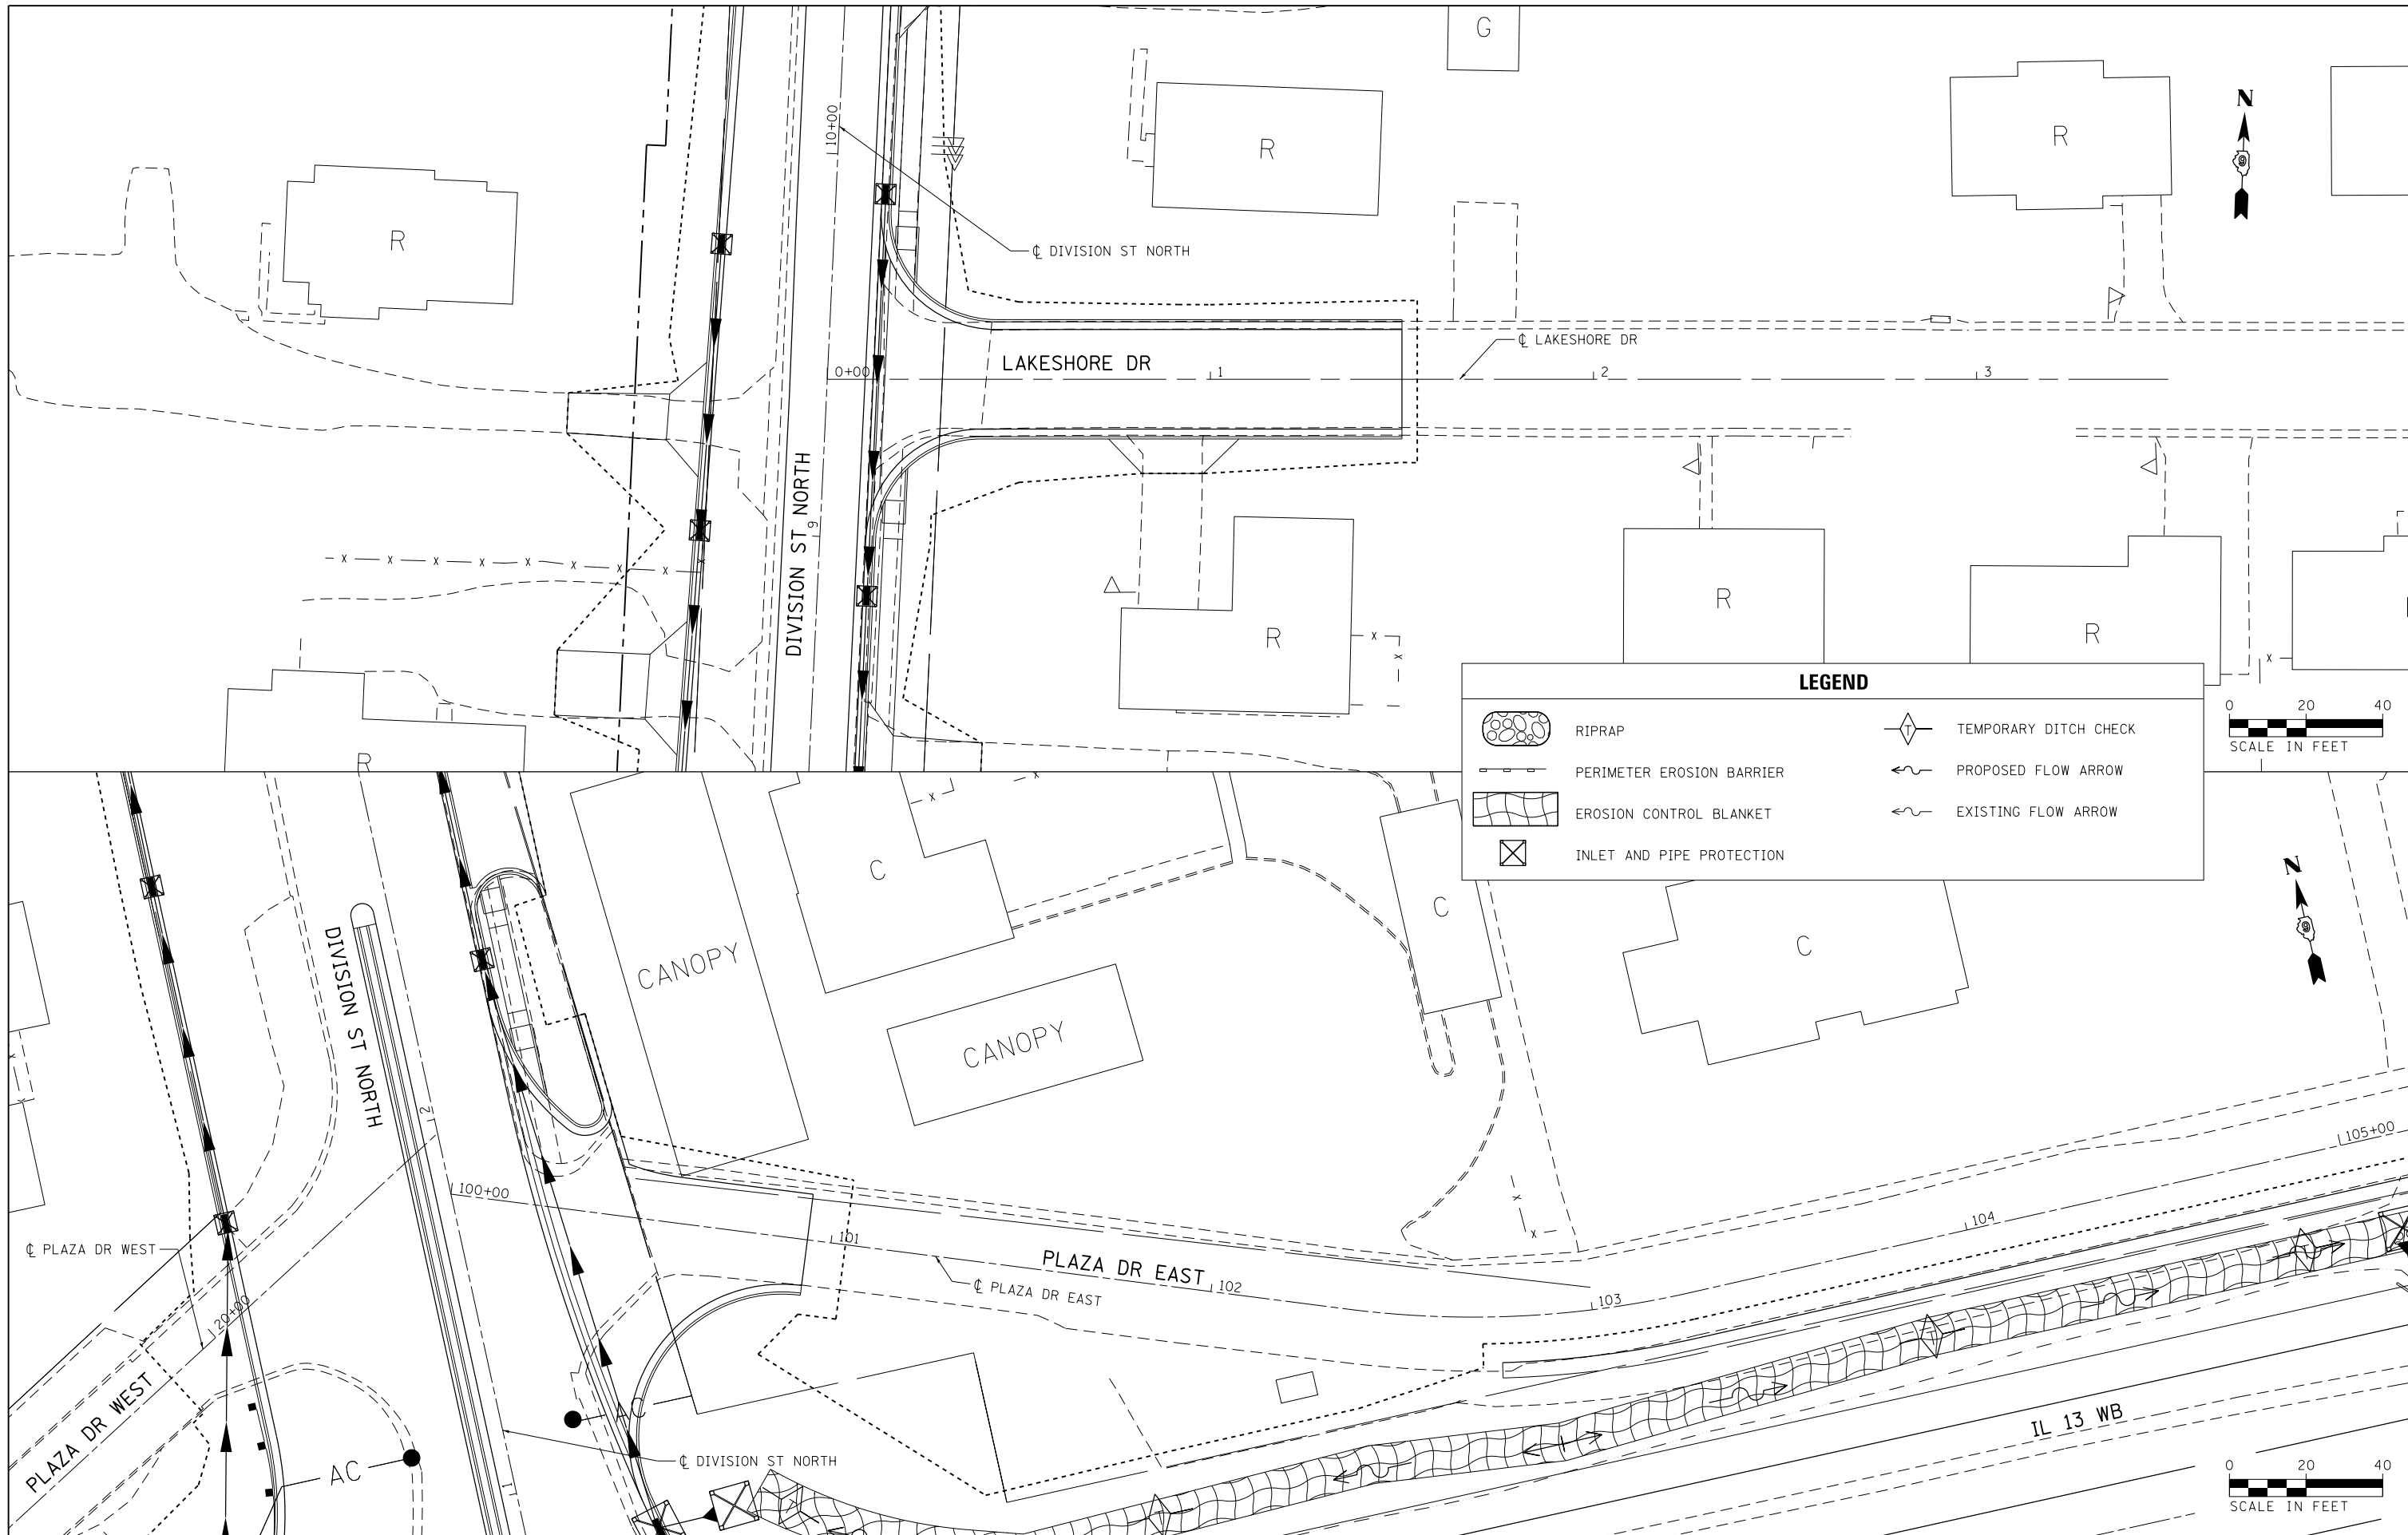 G
R
N
9
R
10+00
℄ DIVISION ST NORTH
R
LAKESHORE DR
℄ LAKESHORE DR
0+00
1
2
3
DIVISION ST NORTH
9
R
R
R
R
LEGEND
RIPRAP
TEMPORARY DITCH CHECK
T
PERIMETER EROSION BARRIER
PROPOSED FLOW ARROW
EROSION CONTROL BLANKET
EXISTING FLOW ARROW
INLET AND PIPE PROTECTION
0 20 40
SCALE IN FEET
C
C
C
N
9
CANOPY
CANOPY
DIVISION ST NORTH
2
100+00
101
102
103
104
105+00
℄ PLAZA DR WEST
PLAZA DR EAST
℄ PLAZA DR EAST
20+00
PLAZA DR WEST
AC
AC
℄ DIVISION ST NORTH
1
T
T
T
IL 13 WB
0 20 40
SCALE IN FEET